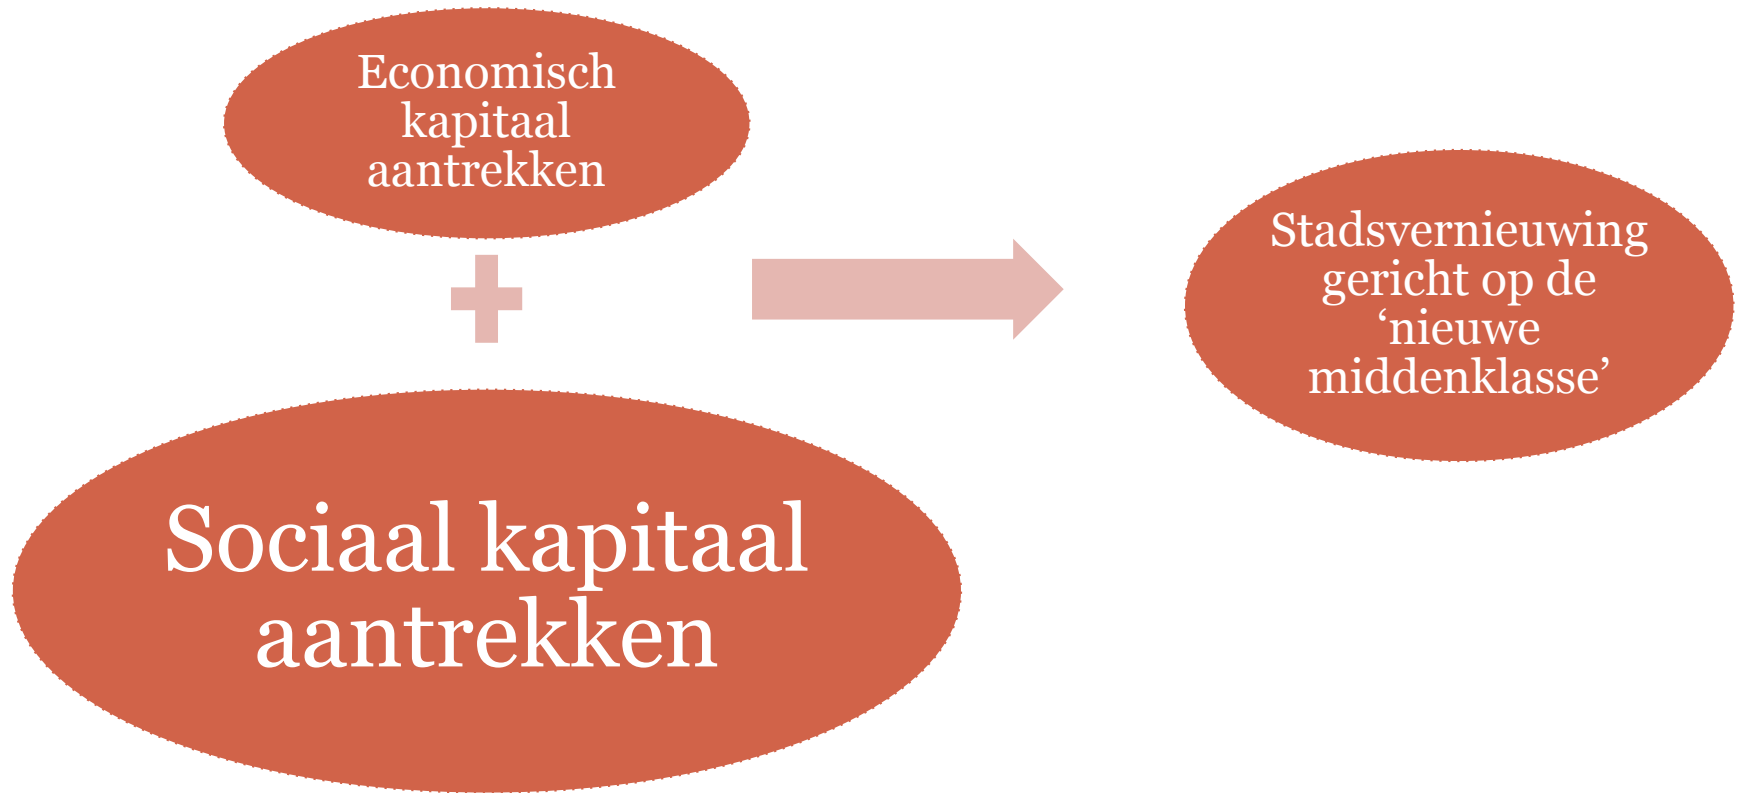 Economisch
kapitaal
aantrekken
Sociaal kapitaal
aantrekken
Stadsvernieuwing
gericht op de
‘nieuwe
middenklasse’